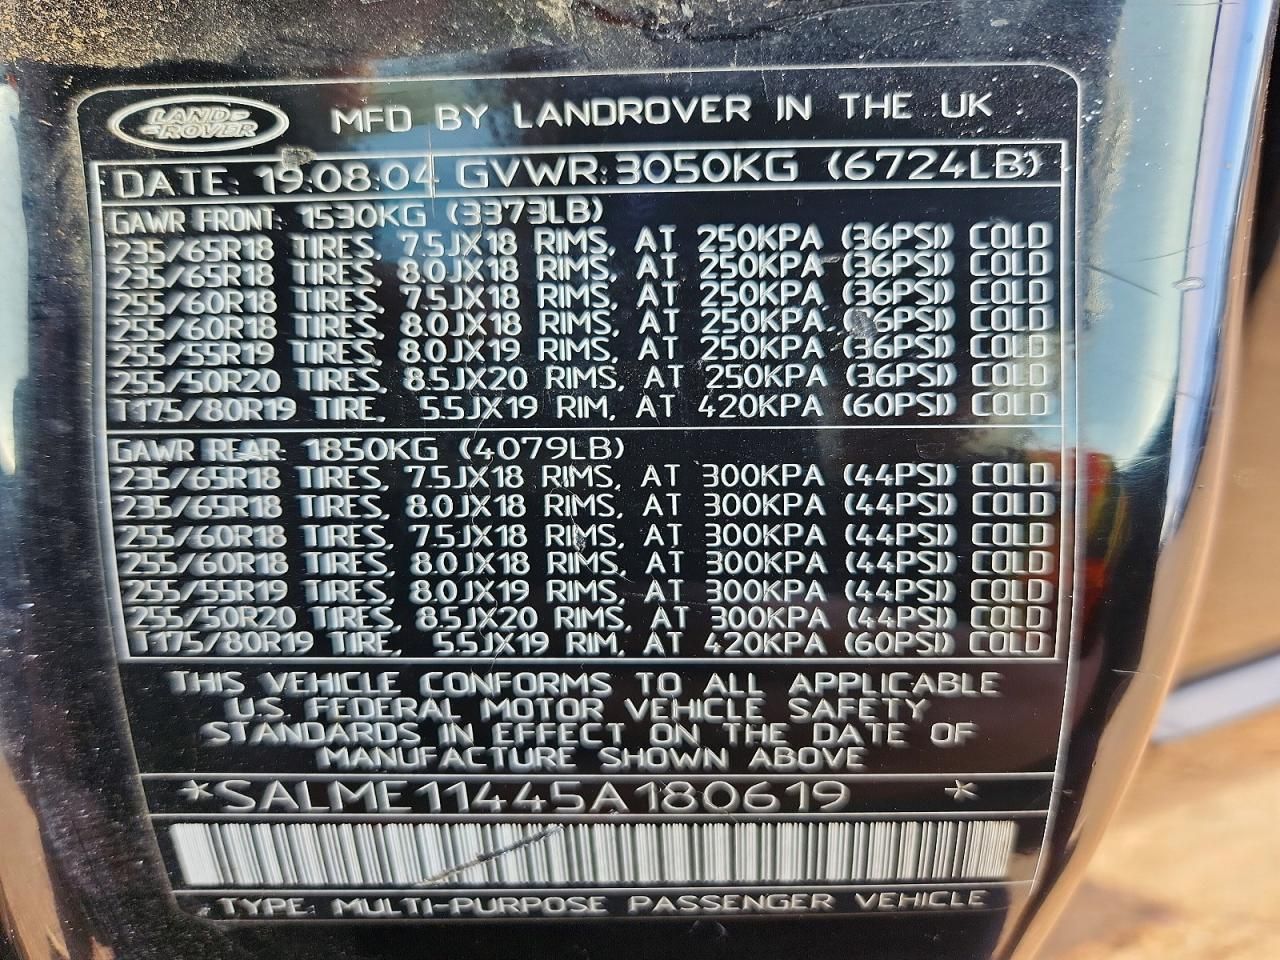 LAND ROVER
MFD BY LANDROVER IN THE UK
DATE: 19:08:04 GVWR:3050KG (6724LB)
GAWR FRONT: 1530KG (3373LB)
235/65R18 TIRES, 7.5JX18 RIMS, AT 250KPA (36PSI) COLD
235/65R18 TIRES, 8.0JX18 RIMS, AT 250KPA (36PSI) COLD
255/60R18 TIRES, 7.5JX18 RIMS, AT 250KPA (36PSI) COLD
255/60R18 TIRES, 8.0JX18 RIMS, AT 250KPA (36PSI) COLD
255/55R19 TIRES, 8.0JX19 RIMS, AT 250KPA (36PSI) COLD
255/50R20 TIRES, 8.5JX20 RIMS, AT 250KPA (36PSI) COLD
T175/80R19 TIRE, 5.5JX19 RIM, AT 420KPA (60PSI) COLD
GAWR REAR: 1850KG (4079LB)
235/65R18 TIRES, 7.5JX18 RIMS, AT 300KPA (44PSI) COLD
235/65R18 TIRES, 8.0JX18 RIMS, AT 300KPA (44PSI) COLD
255/60R18 TIRES, 7.5JX18 RIMS, AT 300KPA (44PSI) COLD
255/60R18 TIRES, 8.0JX18 RIMS, AT 300KPA (44PSI) COLD
255/55R19 TIRES, 8.0JX19 RIMS, AT 300KPA (44PSI) COLD
255/50R20 TIRES, 8.5JX20 RIMS, AT 300KPA (44PSI) COLD
T175/80R19 TIRE, 5.5JX19 RIM, AT 420KPA (60PSI) COLD
THIS VEHICLE CONFORMS TO ALL APPLICABLE
U.S. FEDERAL MOTOR VEHICLE SAFETY
STANDARDS IN EFFECT ON THE DATE OF
MANUFACTURE SHOWN ABOVE
*SALME11445A180619 *
TYPE: MULTI-PURPOSE PASSENGER VEHICLE